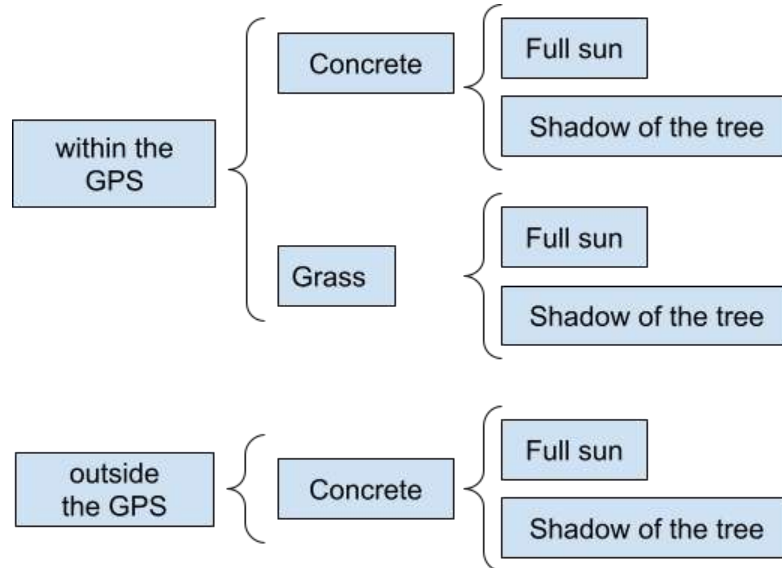 within the
GPS
Concrete
Full sun
Shadow of the tree
Grass
Full sun
Shadow of the tree
outside
the GPS
Concrete
Full sun
Shadow of the tree